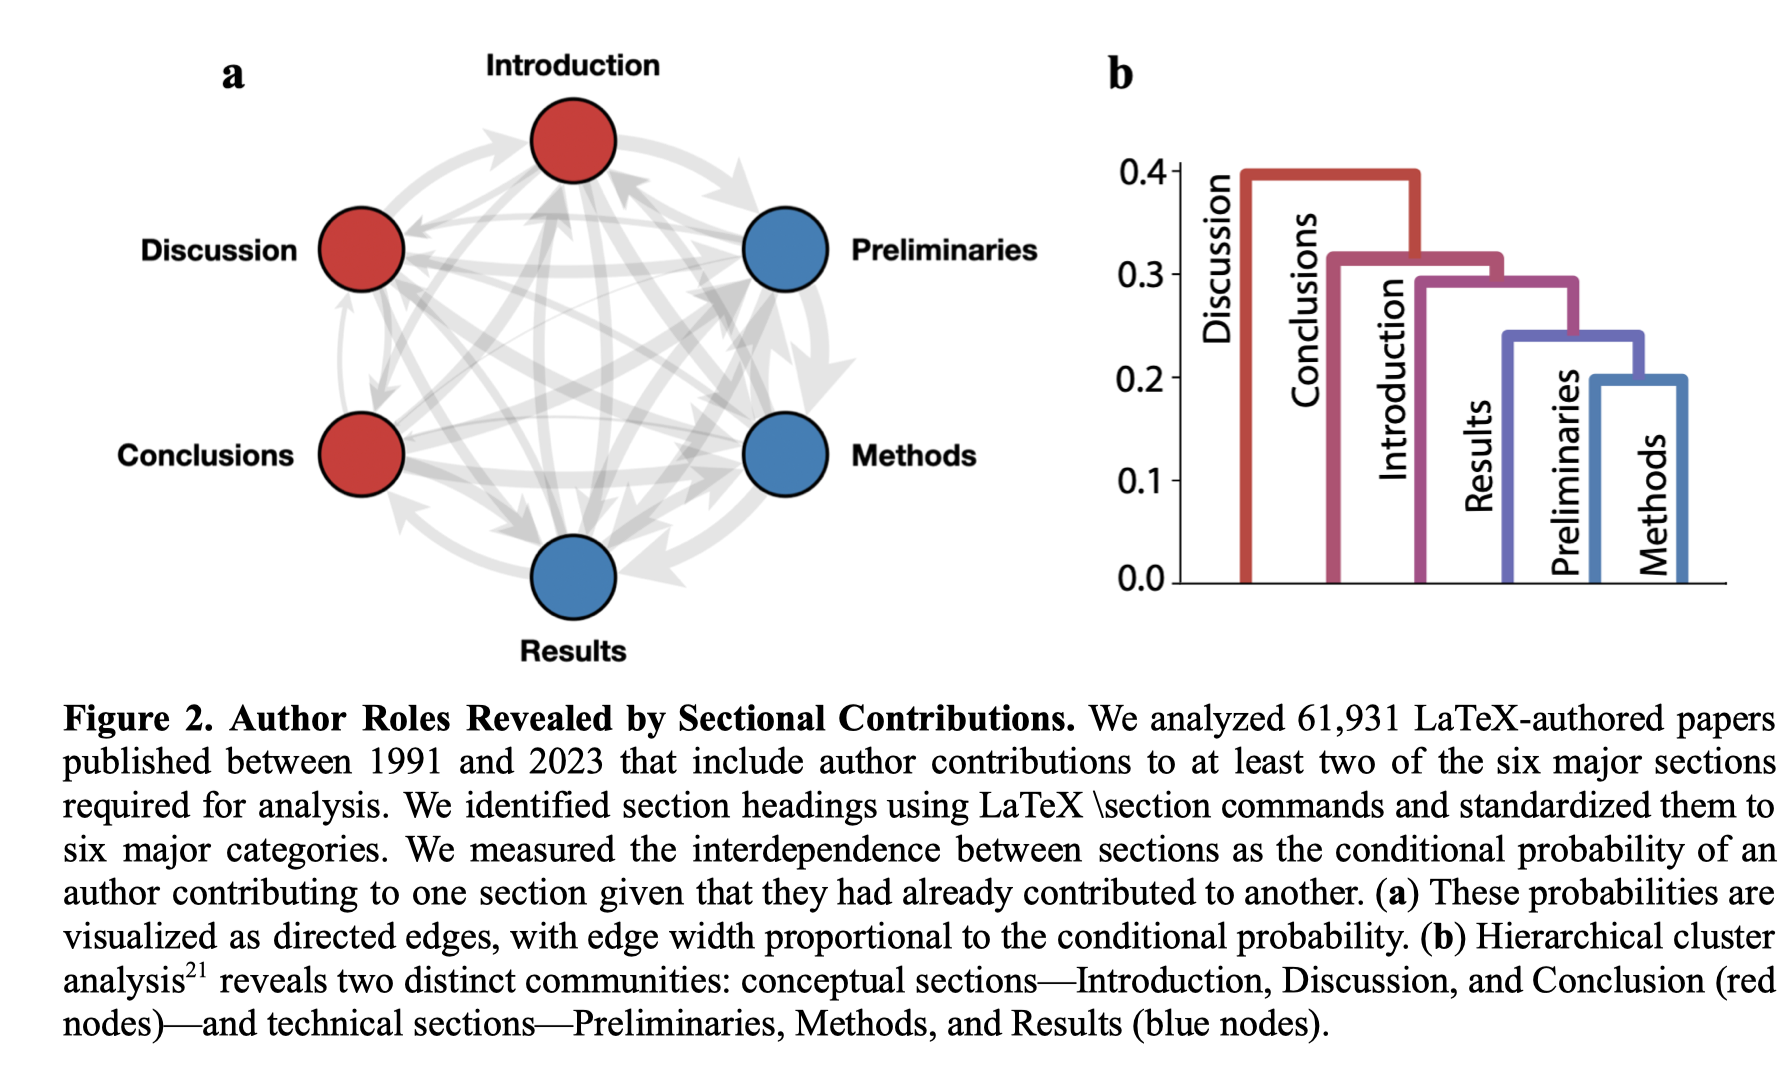 a
Introduction
Discussion
Preliminaries
Conclusions
Methods
Results
b
0.4
0.3
0.2
0.1
0.0
Discussion
Conclusions
Introduction
Results
Preliminaries
Methods
Figure 2. Author Roles Revealed by Sectional Contributions. We analyzed 61,931 LaTeX-authored papers
published between 1991 and 2023 that include author contributions to at least two of the six major sections
required for analysis. We identified section headings using LaTeX \section commands and standardized them to
six major categories. We measured the interdependence between sections as the conditional probability of an
author contributing to one section given that they had already contributed to another. (a) These probabilities are
visualized as directed edges, with edge width proportional to the conditional probability. (b) Hierarchical cluster
analysis21 reveals two distinct communities: conceptual sections—Introduction, Discussion, and Conclusion (red
nodes)—and technical sections—Preliminaries, Methods, and Results (blue nodes).